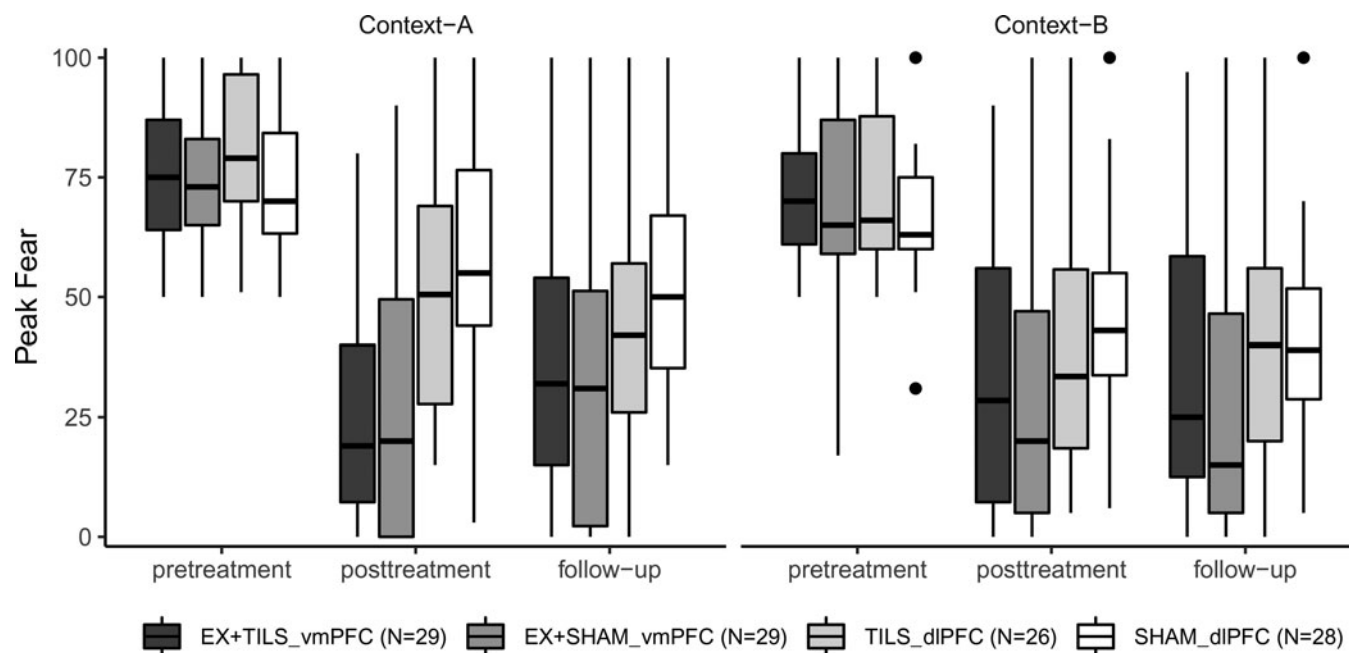 Context-A Context-B
Peak Fear
100
75
50
25
0
pretreatment posttreatment follow-up pretreatment posttreatment follow-up
EX+TILS_vmPFC (N=29) EX+SHAM_vmPFC (N=29) TILS_dlPFC (N=26) SHAM_dlPFC (N=28)